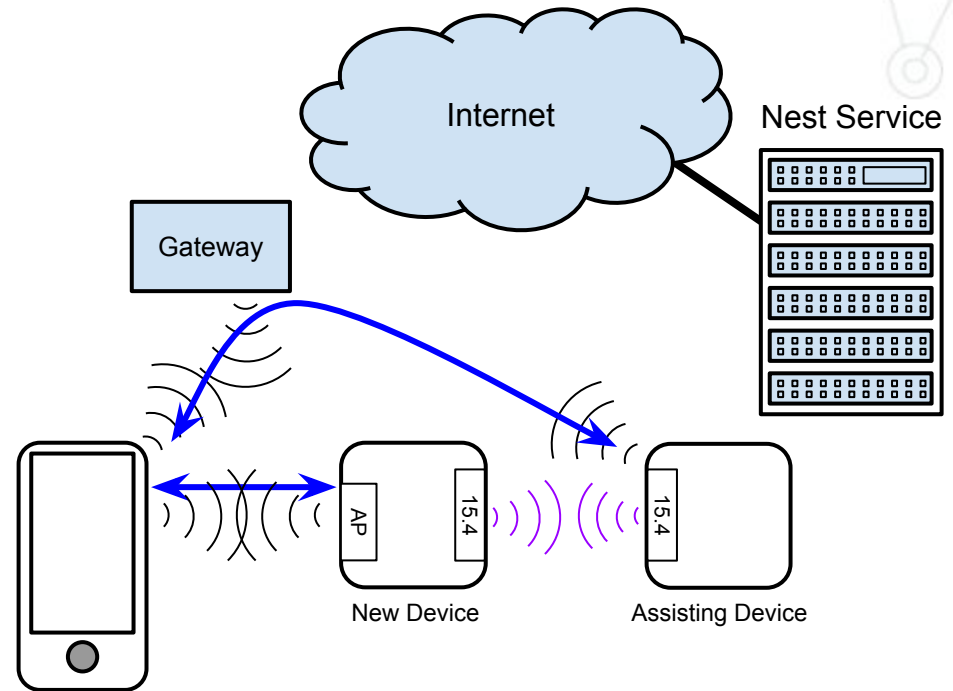 Internet
Nest Service
Gateway
AP
15.4
15.4
New Device
Assisting Device